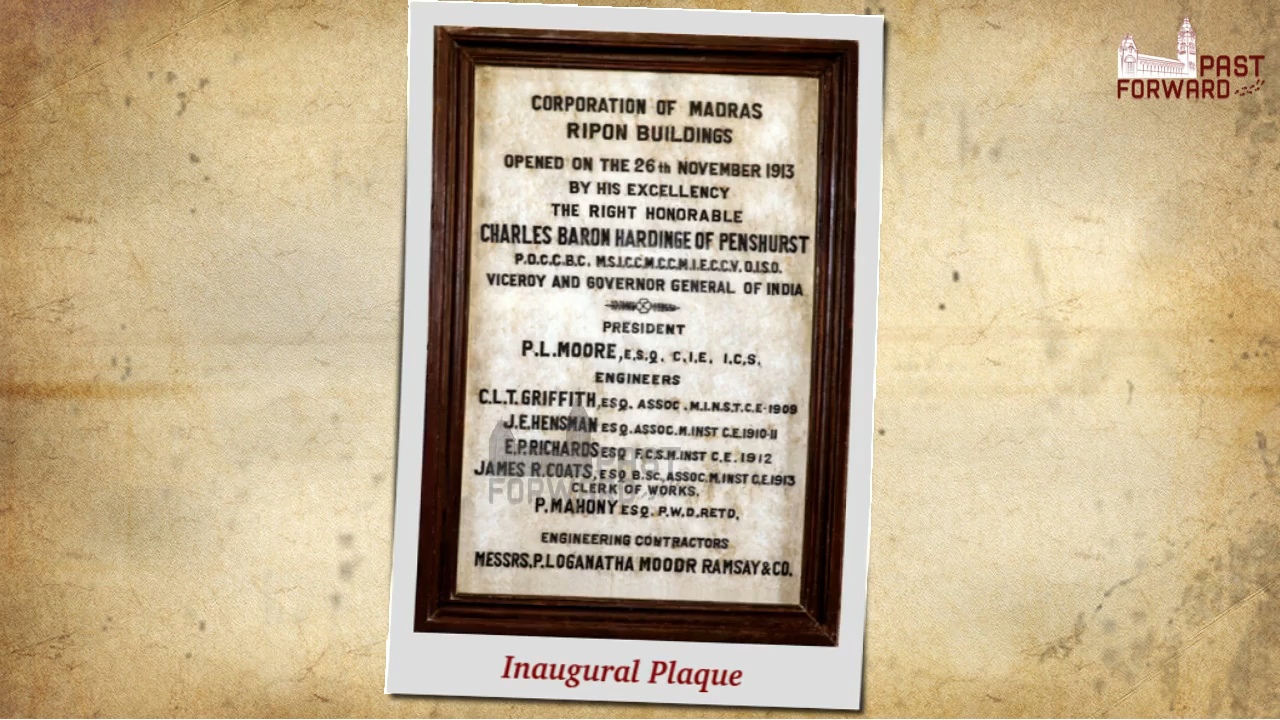 PAST
FORWARD
CORPORATION OF MADRAS
RIPON BUILDINGS
OPENED ON THE 26th NOVEMBER 1913
BY HIS EXCELLENCY
THE RIGHT HONORABLE
CHARLES BARON HARDINGE OF PENSHURST
P.O.C.C.B.C. M.S.I.C.C.M.C.C.M.I.E.C.C.V.O.I.S.O.
VICEROY AND GOVERNOR GENERAL OF INDIA
PRESIDENT
P.L.MOORE,E.S.Q. C.I.E. I.C.S.
ENGINEERS
C.L.T.GRIFFITH,ESQ. ASSOC.M.I.N.S.T.C.E-1909
J.E.HENSMAN ESQ.ASSOC.M.INST C.E.1910-11
E.P.RICHARDS ESQ F.C.S.M.INST C.E.1912
JAMES R.COATS,ESQ B.Sc.,ASSOC.M.INST C.E.1913
CLERK OF WORKS.
P.MAHONY ESQ. P.W.D.RETD.
ENGINEERING CONTRACTORS
MESSRS.P.LOGANATHA MOODR RAMSAY&CO.
PAST
FORWARD
Inaugural Plaque